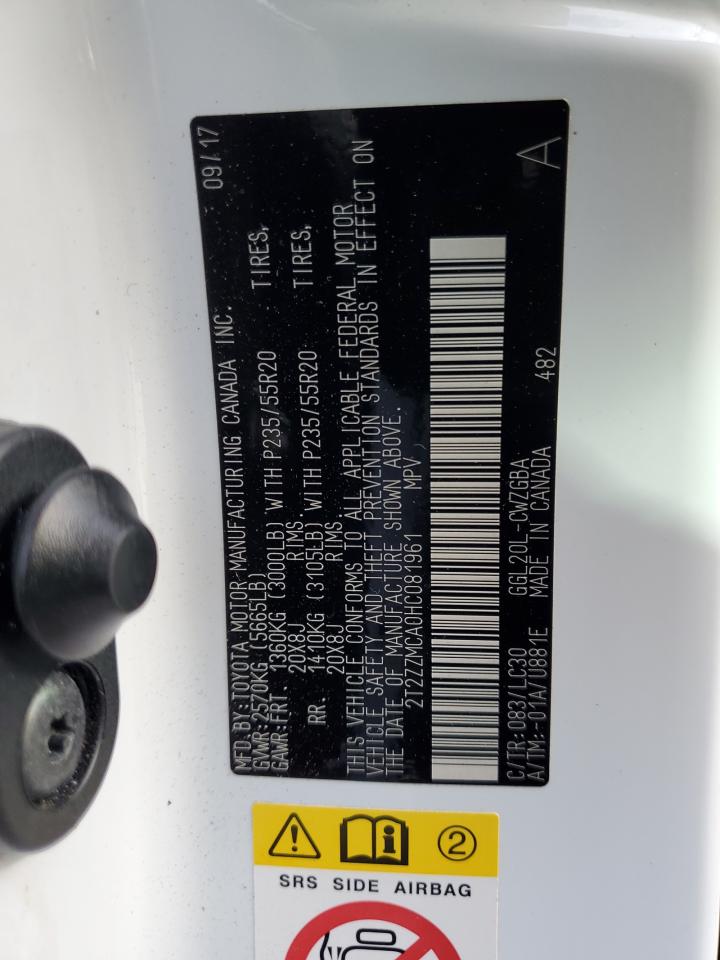 MFD.BY:TOYOTA MOTOR MANUFACTURING CANADA INC. 09/17
GVWR:2570KG (5665LB)
GAWR:FRT. 1360KG (3000LB) WITH P235/55R20 TIRES,
20X8J RIMS
RR. 1410KG (3105LB) WITH P235/55R20 TIRES,
20X8J RIMS
THIS VEHICLE CONFORMS TO ALL APPLICABLE FEDERAL MOTOR
VEHICLE SAFETY AND THEFT PREVENTION STANDARDS IN EFFECT ON
THE DATE OF MANUFACTURE SHOWN ABOVE.
2T2ZZMCA0HC081961 MPV
C/TR:083/LC30 GGL20L-CWZGBA 482 A
A/TM:-01A/U881E MADE IN CANADA
2
SRS SIDE AIRBAG